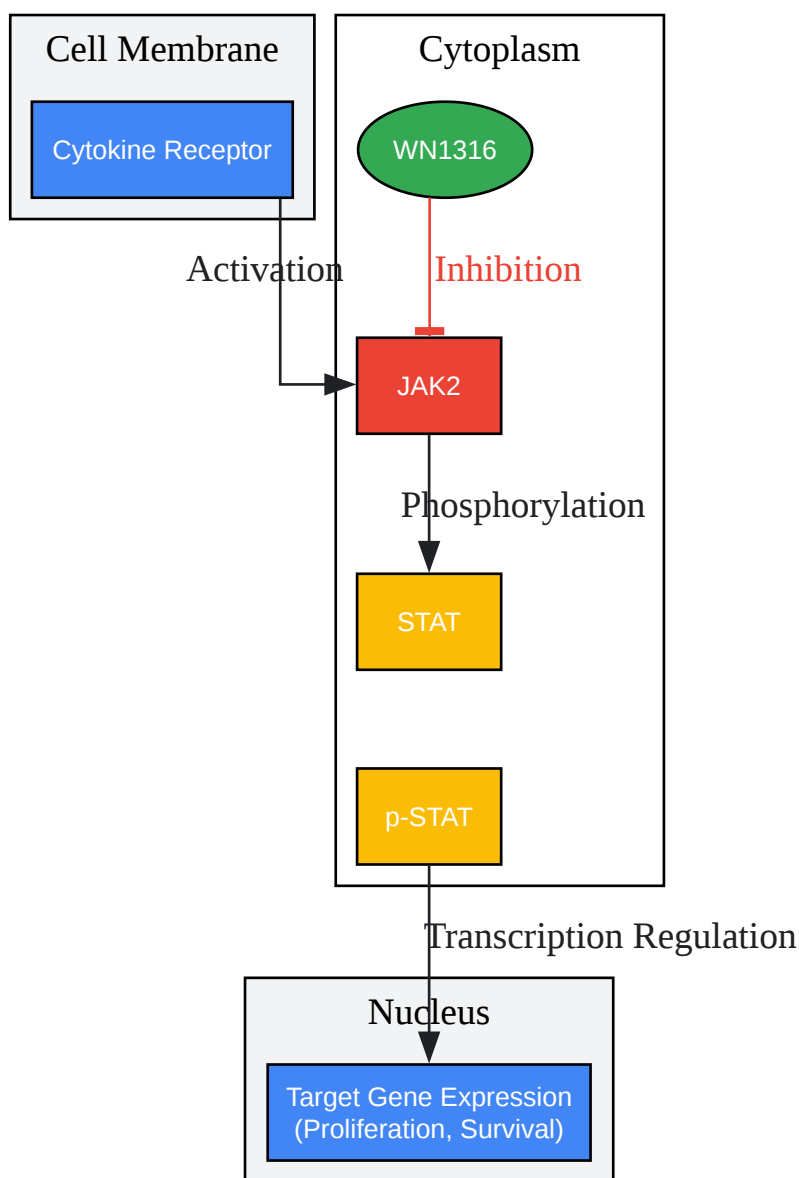 Cell Membrane
Cytoplasm
Cytokine Receptor
WN1316
Activation
Inhibition
JAK2
Phosphorylation
STAT
p-STAT
Transcription Regulation
Nucleus
Target Gene Expression
(Proliferation, Survival)